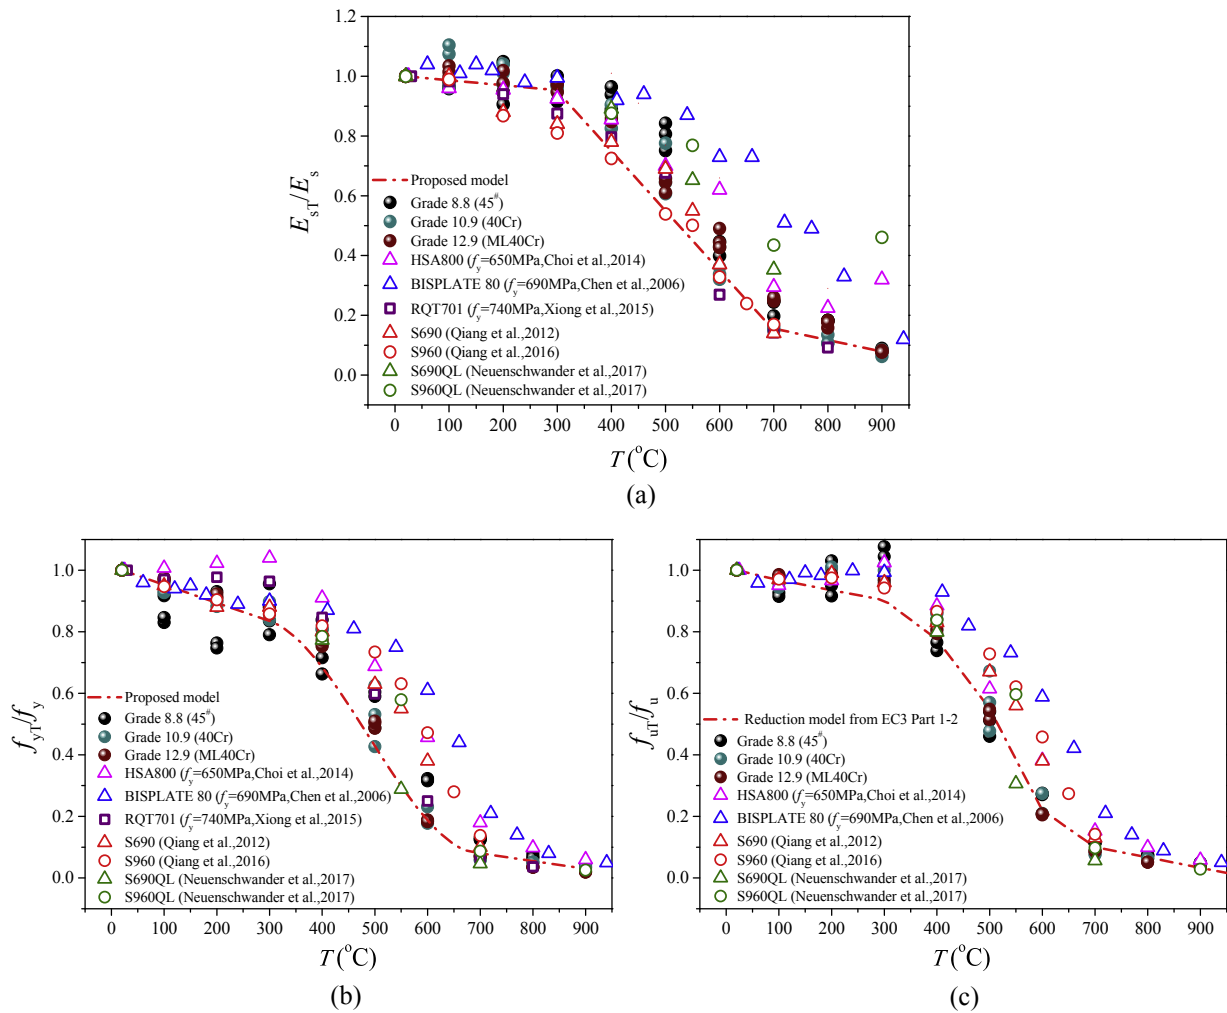 1.2
1.0
0.8
0.6
0.4
0.2
0.0
E_sT/E_s
Proposed model
Grade 8.8 (45#)
Grade 10.9 (40Cr)
Grade 12.9 (ML40Cr)
HSA800 (f_y=650MPa,Choi et al.,2014)
BISPLATE 80 (f_y=690MPa,Chen et al.,2006)
RQT701 (f_y=740MPa,Xiong et al.,2015)
S690 (Qiang et al.,2012)
S960 (Qiang et al.,2016)
S690QL (Neuenschwander et al.,2017)
S960QL (Neuenschwander et al.,2017)
0 100 200 300 400 500 600 700 800 900
T (°C)
(a)
1.0
0.8
0.6
0.4
0.2
0.0
f_yT/f_y
Proposed model
Grade 8.8 (45#)
Grade 10.9 (40Cr)
Grade 12.9 (ML40Cr)
HSA800 (f_y=650MPa,Choi et al.,2014)
BISPLATE 80 (f_y=690MPa,Chen et al.,2006)
RQT701 (f_y=740MPa,Xiong et al.,2015)
S690 (Qiang et al.,2012)
S960 (Qiang et al.,2016)
S690QL (Neuenschwander et al.,2017)
S960QL (Neuenschwander et al.,2017)
0 100 200 300 400 500 600 700 800 900
T (°C)
(b)
1.0
0.8
0.6
0.4
0.2
0.0
f_uT/f_u
Reduction model from EC3 Part 1-2
Grade 8.8 (45#)
Grade 10.9 (40Cr)
Grade 12.9 (ML40Cr)
HSA800 (f_y=650MPa,Choi et al.,2014)
BISPLATE 80 (f_y=690MPa,Chen et al.,2006)
S690 (Qiang et al.,2012)
S960 (Qiang et al.,2016)
S690QL (Neuenschwander et al.,2017)
S960QL (Neuenschwander et al.,2017)
0 100 200 300 400 500 600 700 800 900
T (°C)
(c)